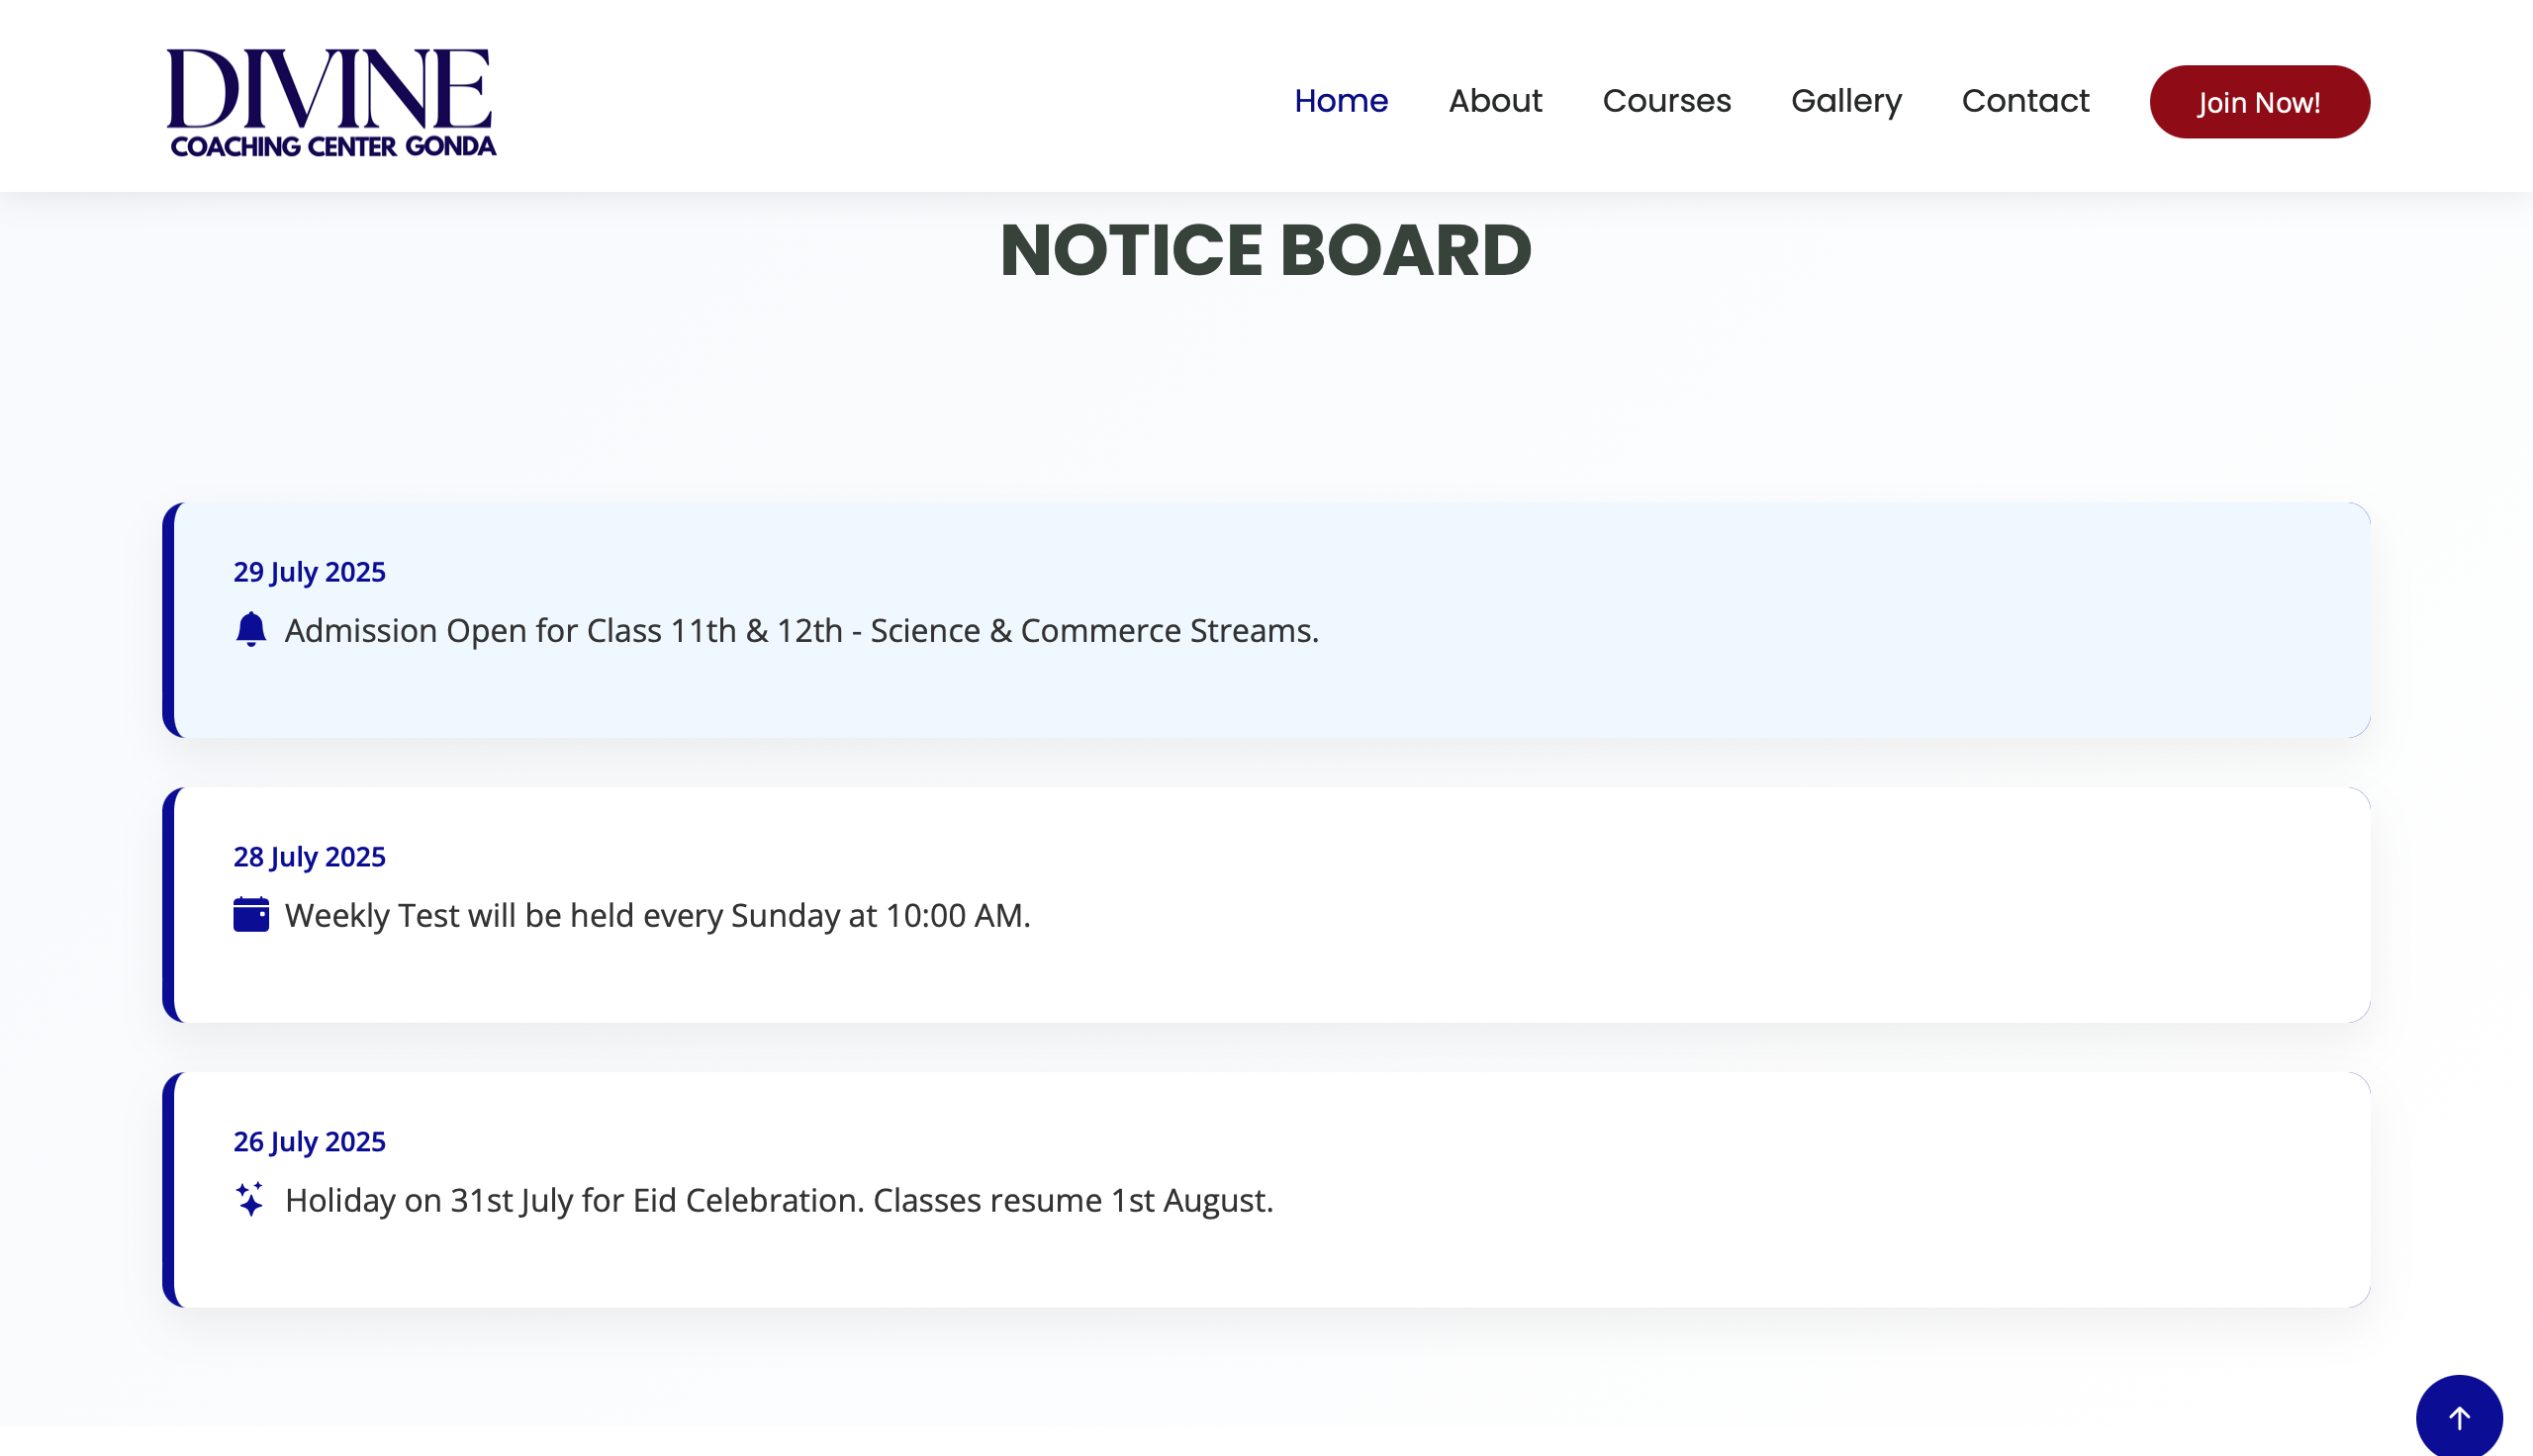 DIVINE
COACHING CENTER GONDA
Home About Courses Gallery Contact Join Now!
NOTICE BOARD
29 July 2025
Admission Open for Class 11th & 12th - Science & Commerce Streams.
28 July 2025
Weekly Test will be held every Sunday at 10:00 AM.
26 July 2025
Holiday on 31st July for Eid Celebration. Classes resume 1st August.